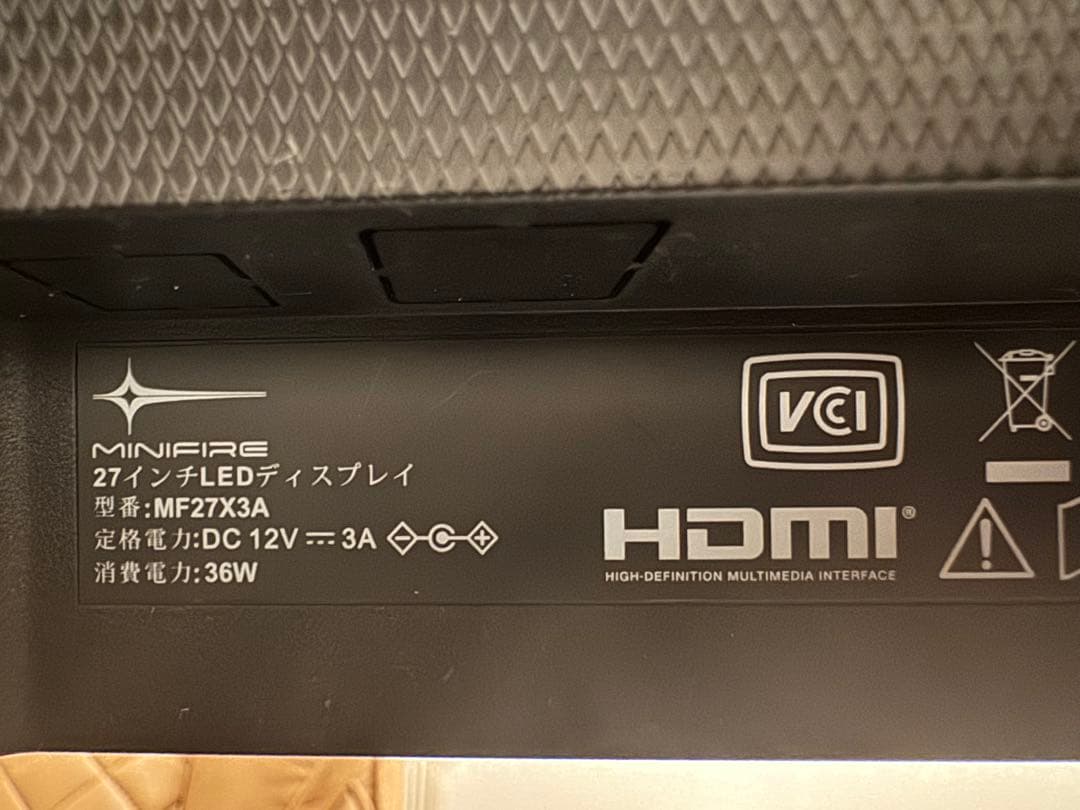 MINIFIRE
27インチLEDディスプレイ
型番:MF27X3A
定格電力:DC 12V ⎓ 3A
消費電力:36W
VCCI
HDMI®
HIGH-DEFINITION MULTIMEDIA INTERFACE